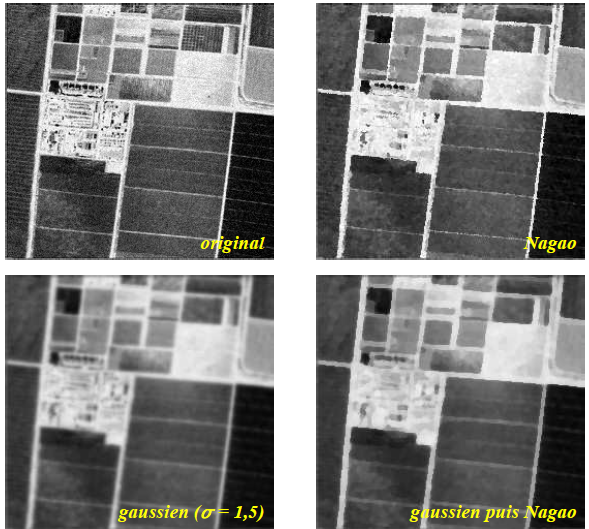 original
Nagao
gaussien (σ = 1,5)
gaussien puis Nagao